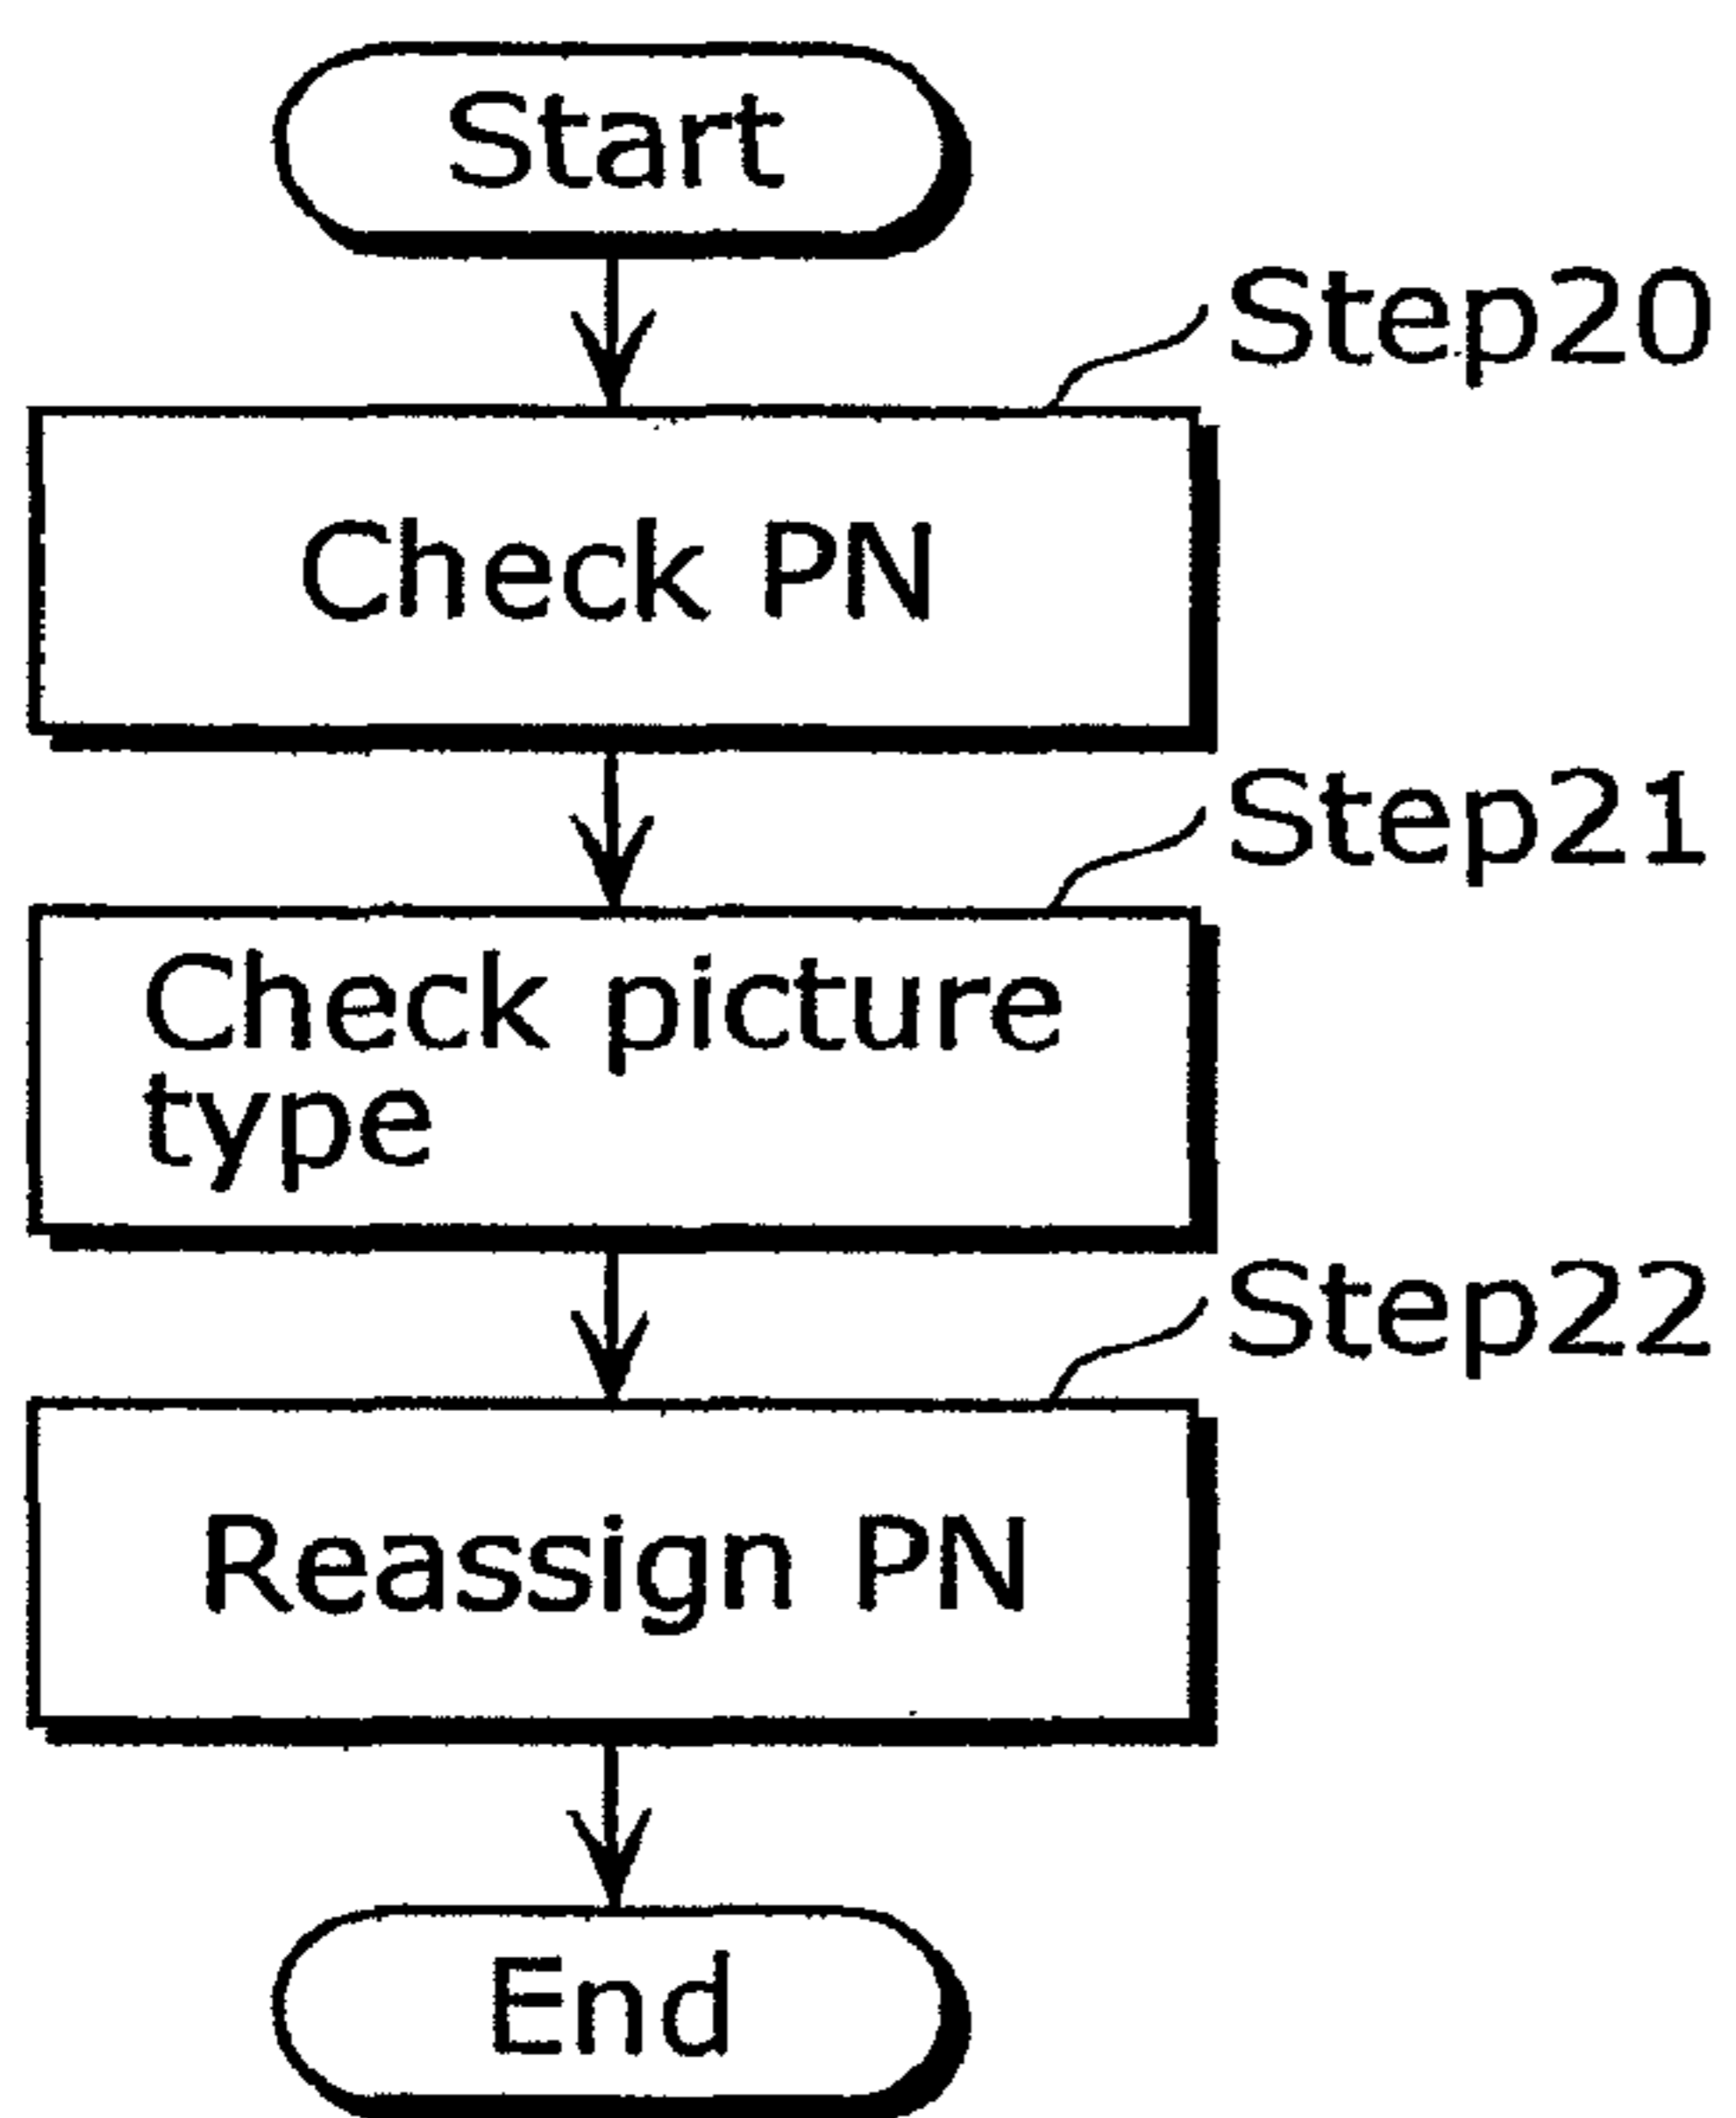 Start
Step20
Check PN
Step21
Check picture
type
Step22
Reassign PN
End